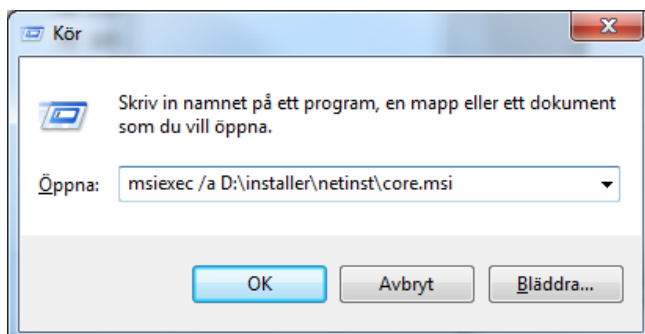 Kör
Skriv in namnet på ett program, en mapp eller ett dokument
som du vill öppna.
Öppna: msiexec /a D:\installer\netinst\core.msi
OK Avbryt Bläddra...